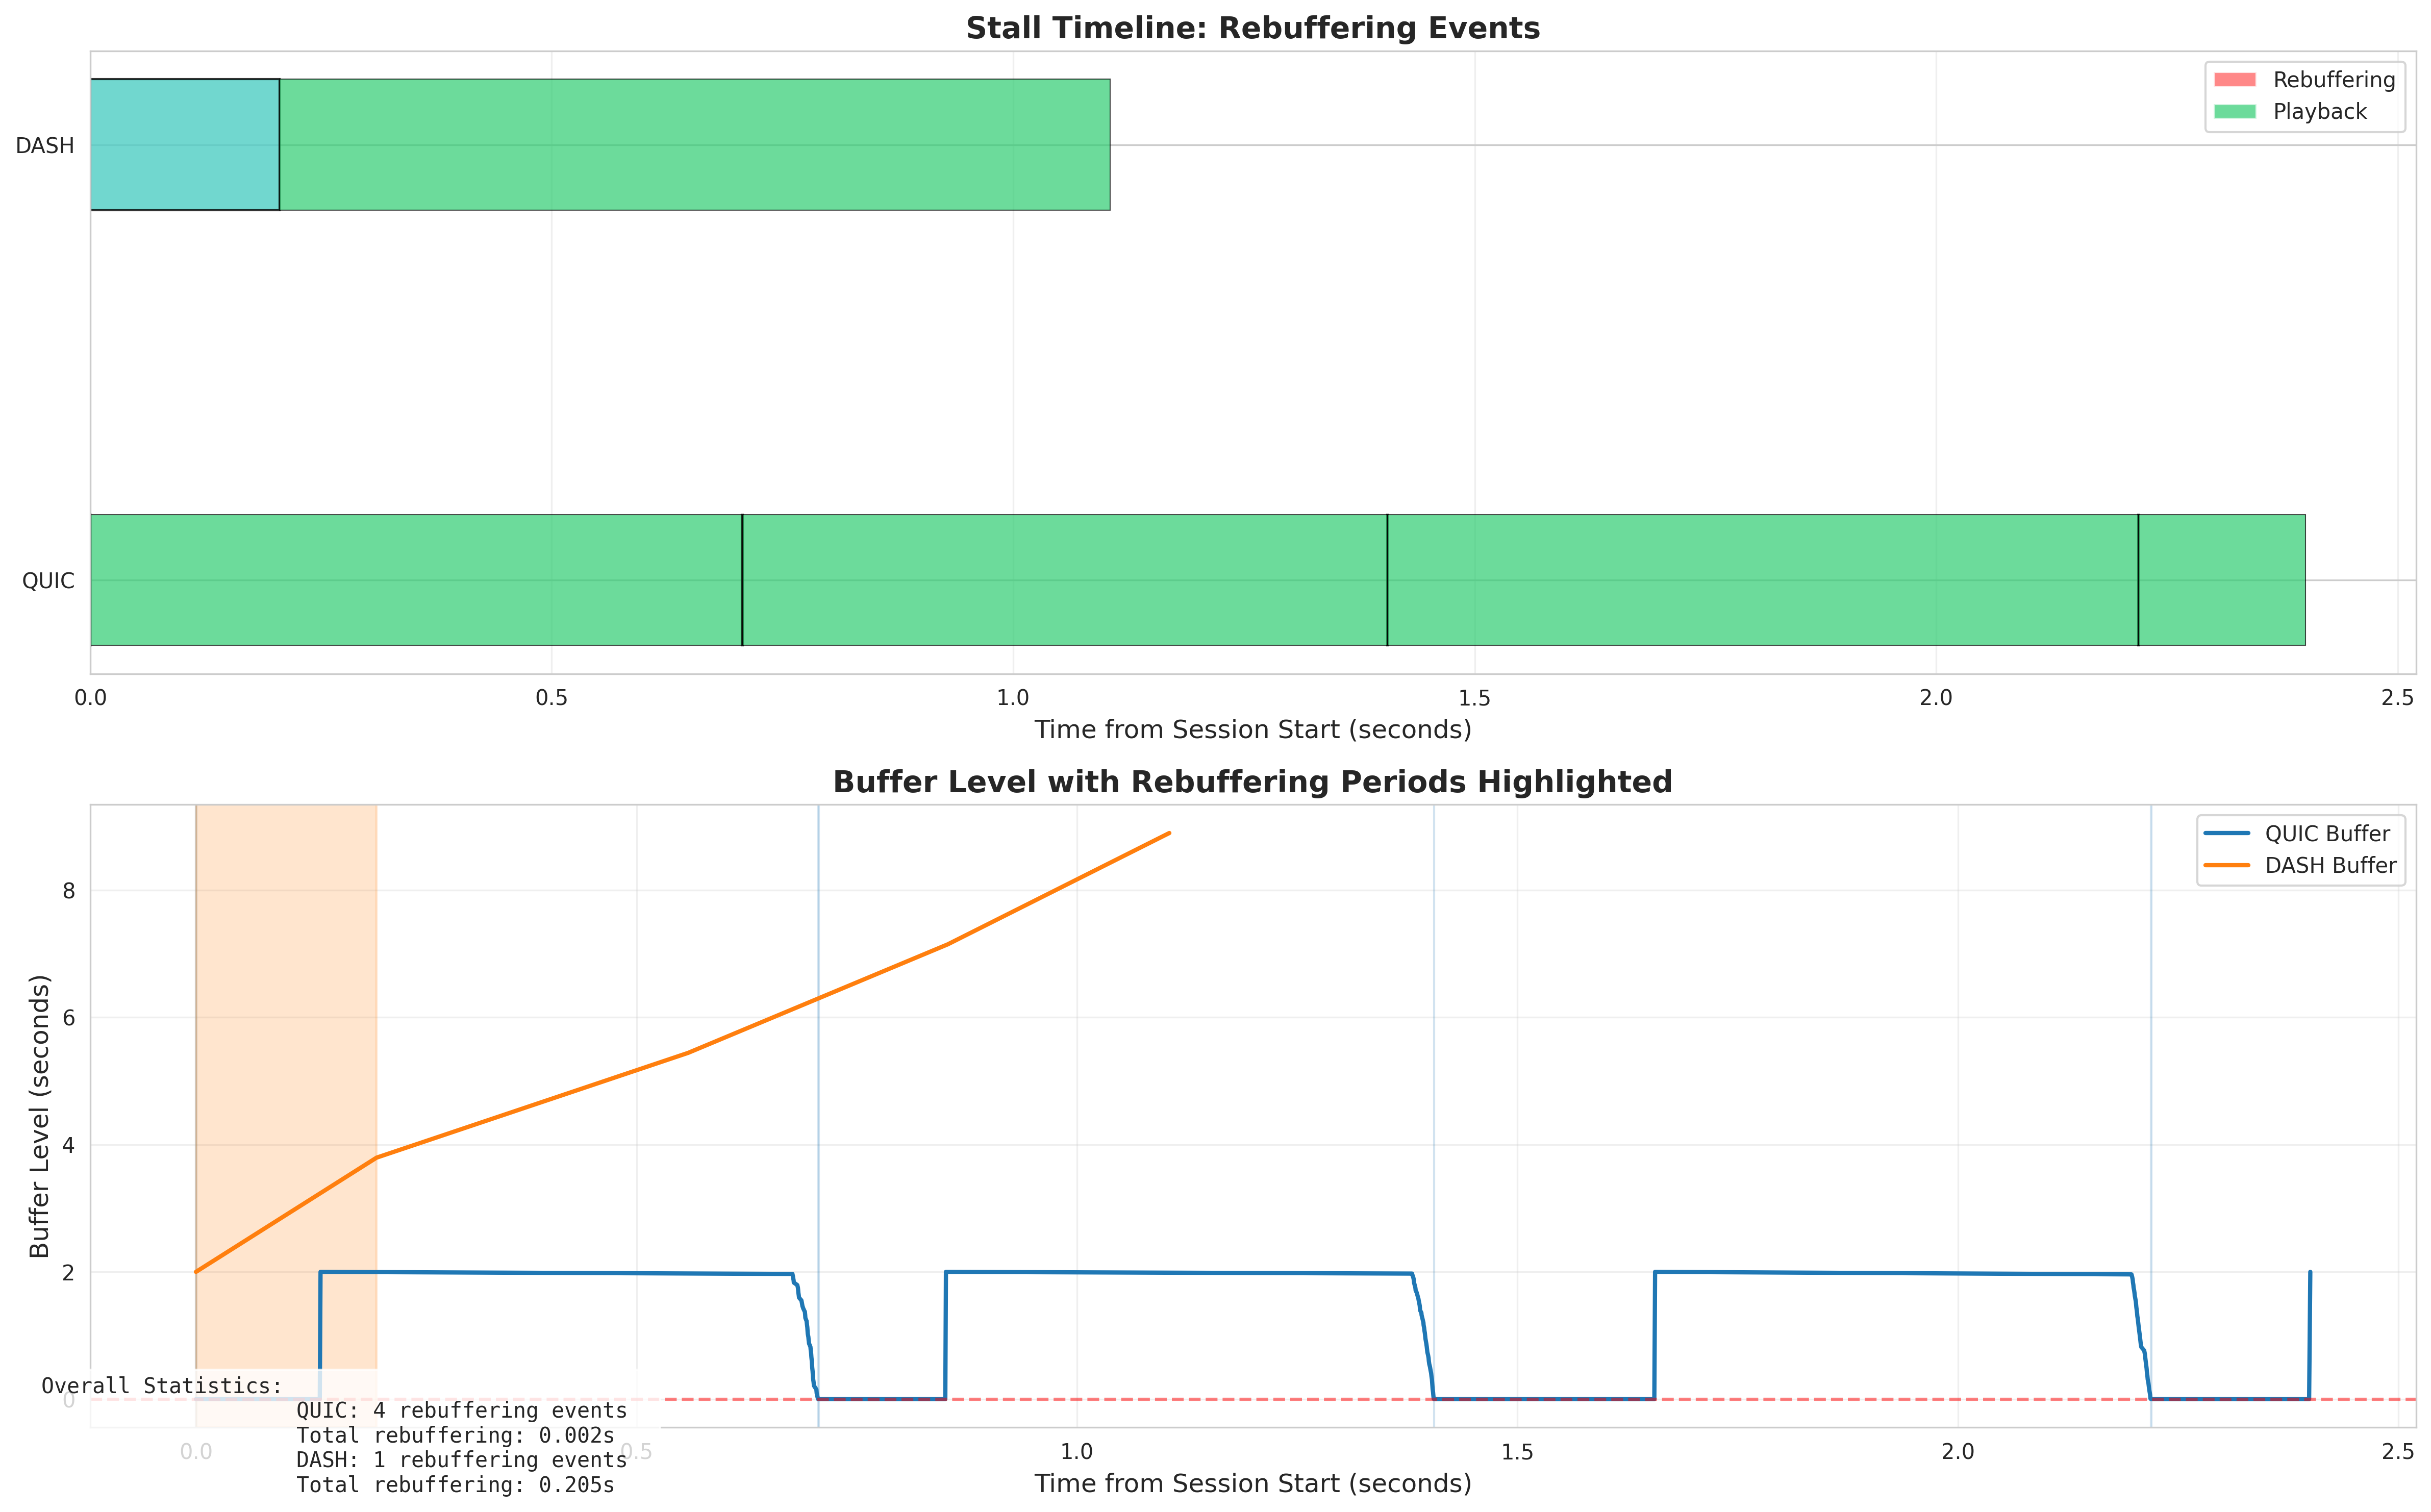 Stall Timeline: Rebuffering Events
Rebuffering
Playback
DASH
QUIC
0.0 0.5 1.0 1.5 2.0 2.5
Time from Session Start (seconds)
Buffer Level with Rebuffering Periods Highlighted
QUIC Buffer
DASH Buffer
Buffer Level (seconds)
8
6
4
2
0
Overall Statistics:
QUIC: 4 rebuffering events
Total rebuffering: 0.002s
DASH: 1 rebuffering events
Total rebuffering: 0.205s
0.0 0.5 1.0 1.5 2.0 2.5
Time from Session Start (seconds)